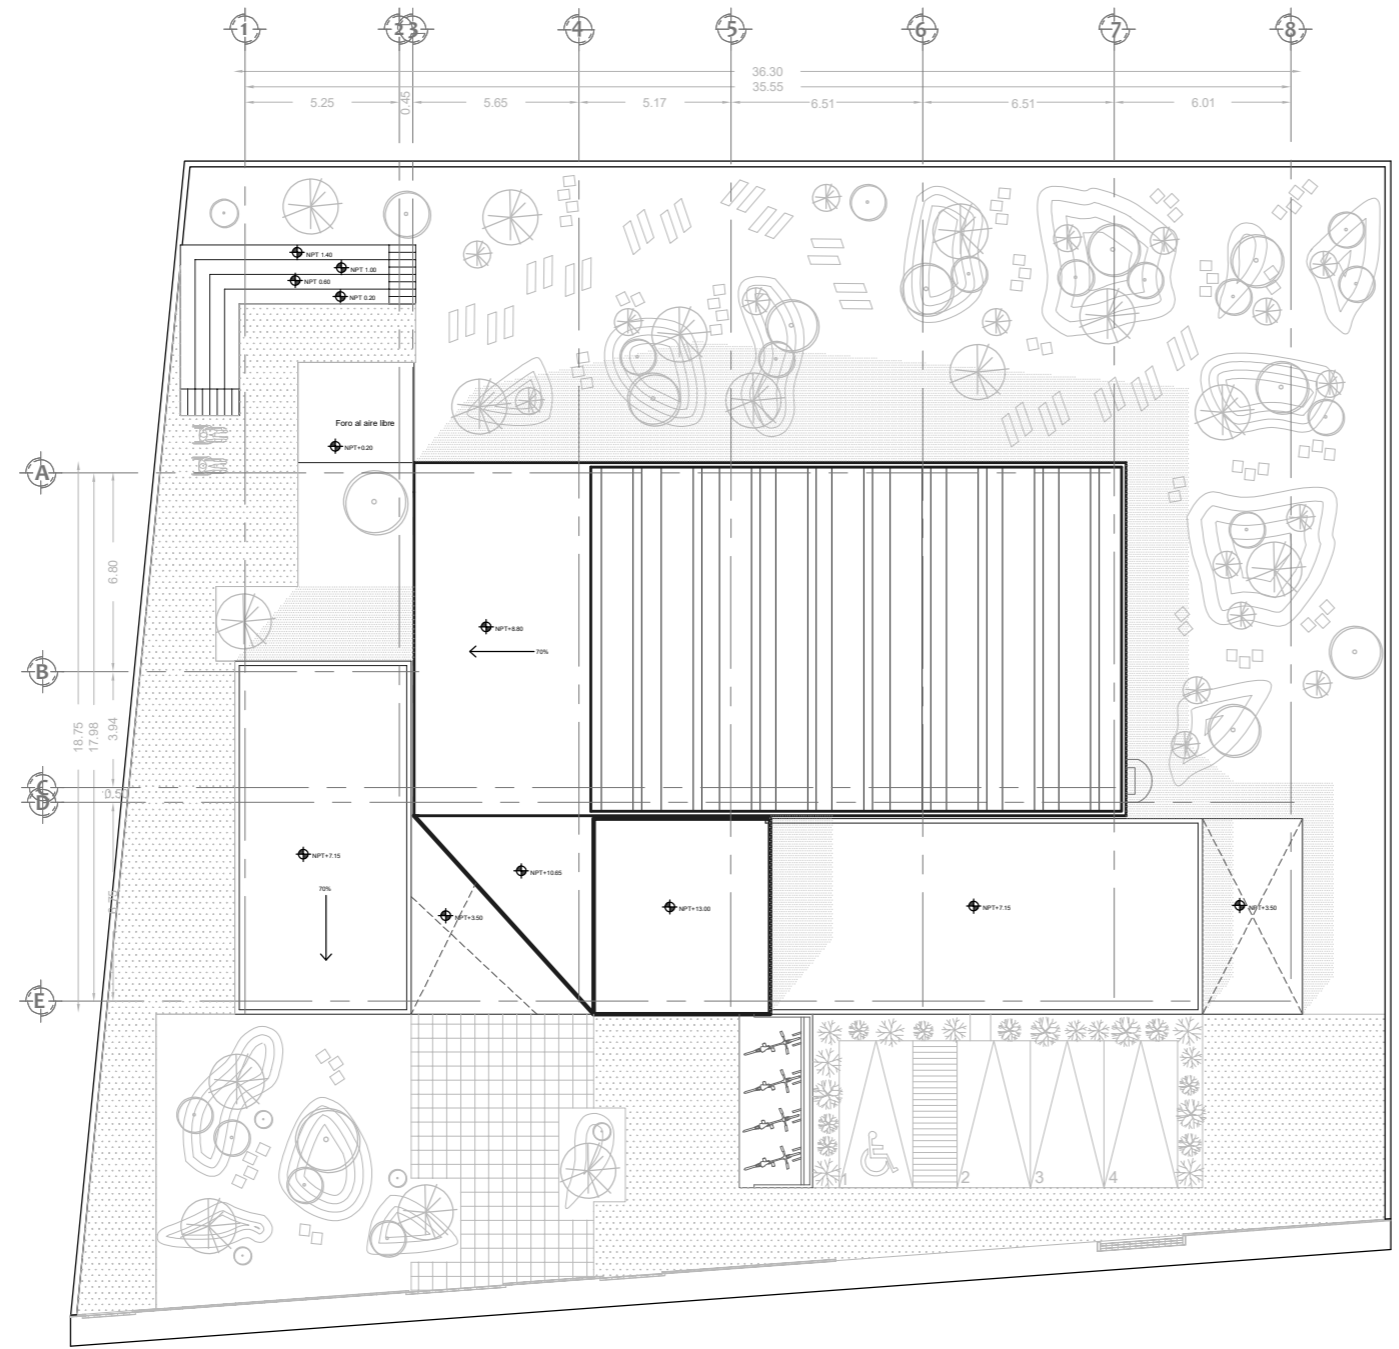 1 2 3 4 5 6 7 8
36.30
35.55
5.25 0.45 5.65 5.17 6.51 6.51 6.01
NPT 1.40
NPT 1.00
NPT 0.60
NPT 0.20
Foro al aire libre
NPT+0.20
A
6.80
NPT+8.80
70%
B
18.75
17.98
3.94
C
0.50
D
NPT+7.15
NPT+10.65
70%
NPT+3.50
NPT+13.00
NPT+7.15
NPT+3.50
E
1 2 3 4